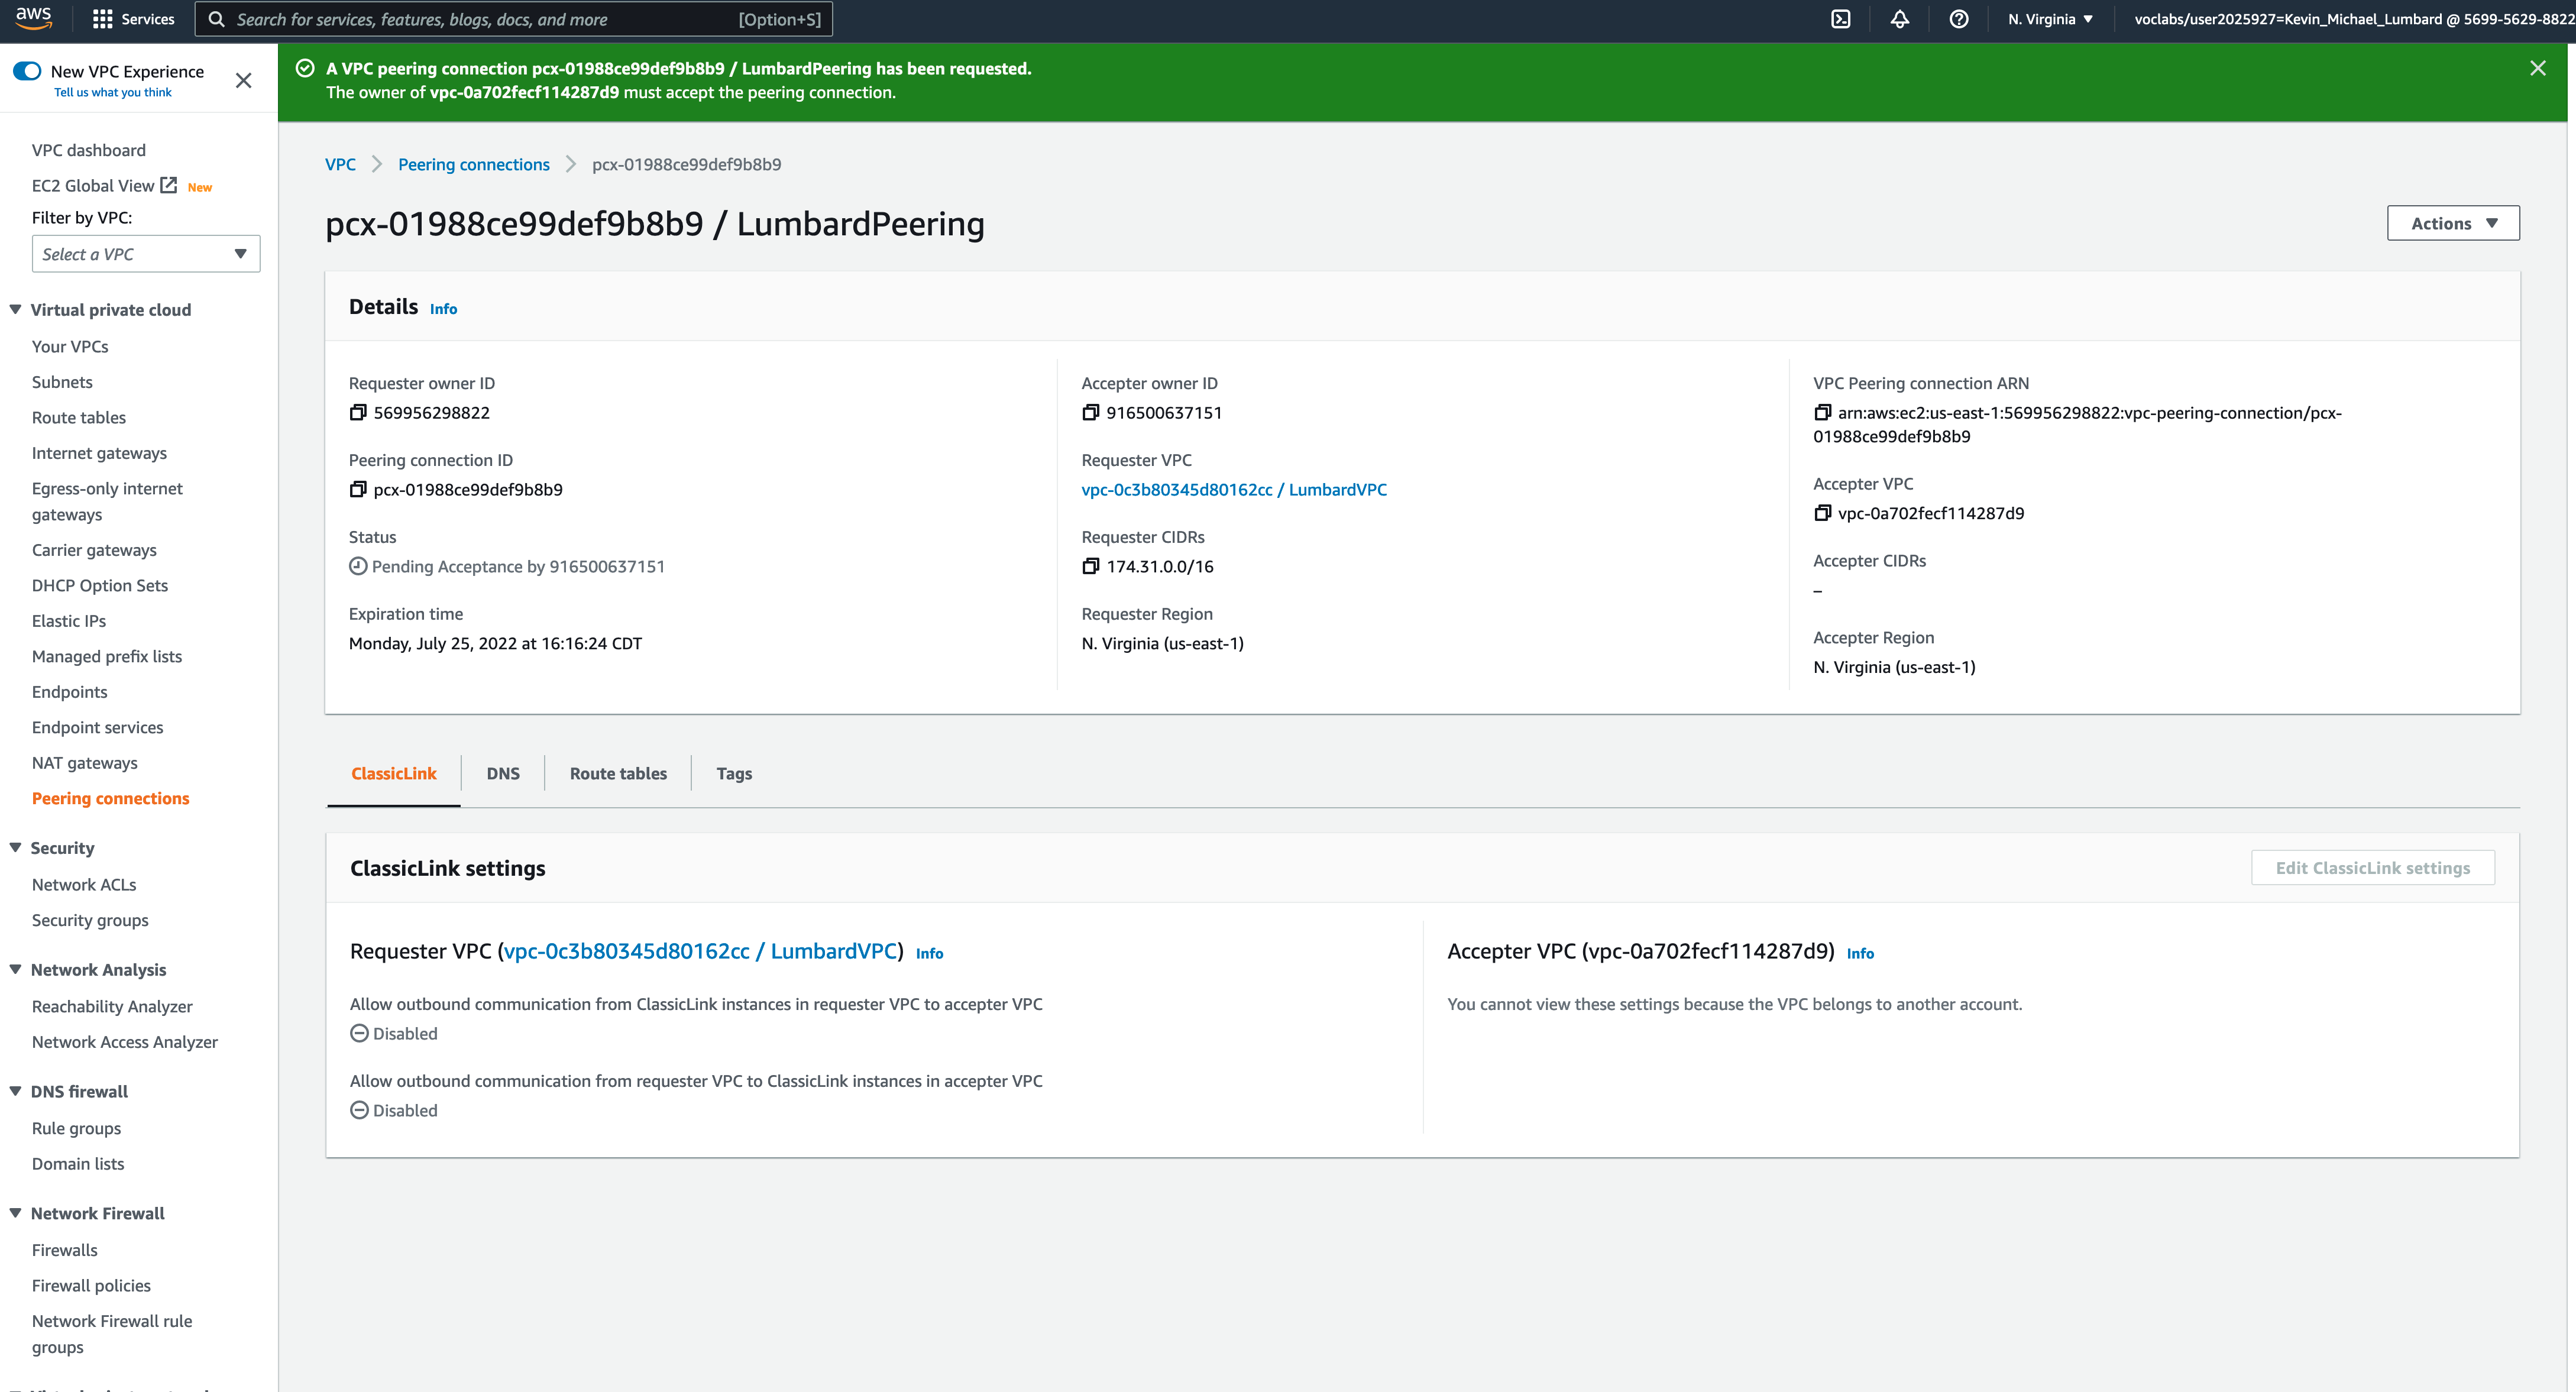 aws
Services
Search for services, features, blogs, docs, and more [Option+S]
N. Virginia
voclabs/user2025927=Kevin_Michael_Lumbard @ 5699-5629-8822
New VPC Experience
Tell us what you think
A VPC peering connection pcx-01988ce99def9b8b9 / LumbardPeering has been requested.
The owner of vpc-0a702fecf114287d9 must accept the peering connection.
VPC dashboard
EC2 Global View New
Filter by VPC:
Select a VPC
Virtual private cloud
Your VPCs
Subnets
Route tables
Internet gateways
Egress-only internet
gateways
Carrier gateways
DHCP Option Sets
Elastic IPs
Managed prefix lists
Endpoints
Endpoint services
NAT gateways
Peering connections
Security
Network ACLs
Security groups
Network Analysis
Reachability Analyzer
Network Access Analyzer
DNS firewall
Rule groups
Domain lists
Network Firewall
Firewalls
Firewall policies
Network Firewall rule
groups
VPC > Peering connections > pcx-01988ce99def9b8b9
pcx-01988ce99def9b8b9 / LumbardPeering
Actions
Details Info
Requester owner ID
569956298822
Peering connection ID
pcx-01988ce99def9b8b9
Status
Pending Acceptance by 916500637151
Expiration time
Monday, July 25, 2022 at 16:16:24 CDT
Accepter owner ID
916500637151
Requester VPC
vpc-0c3b80345d80162cc / LumbardVPC
Requester CIDRs
174.31.0.0/16
Requester Region
N. Virginia (us-east-1)
VPC Peering connection ARN
arn:aws:ec2:us-east-1:569956298822:vpc-peering-connection/pcx-
01988ce99def9b8b9
Accepter VPC
vpc-0a702fecf114287d9
Accepter CIDRs
–
Accepter Region
N. Virginia (us-east-1)
ClassicLink
DNS
Route tables
Tags
ClassicLink settings
Edit ClassicLink settings
Requester VPC (vpc-0c3b80345d80162cc / LumbardVPC) Info
Allow outbound communication from ClassicLink instances in requester VPC to accepter VPC
Disabled
Allow outbound communication from requester VPC to ClassicLink instances in accepter VPC
Disabled
Accepter VPC (vpc-0a702fecf114287d9) Info
You cannot view these settings because the VPC belongs to another account.